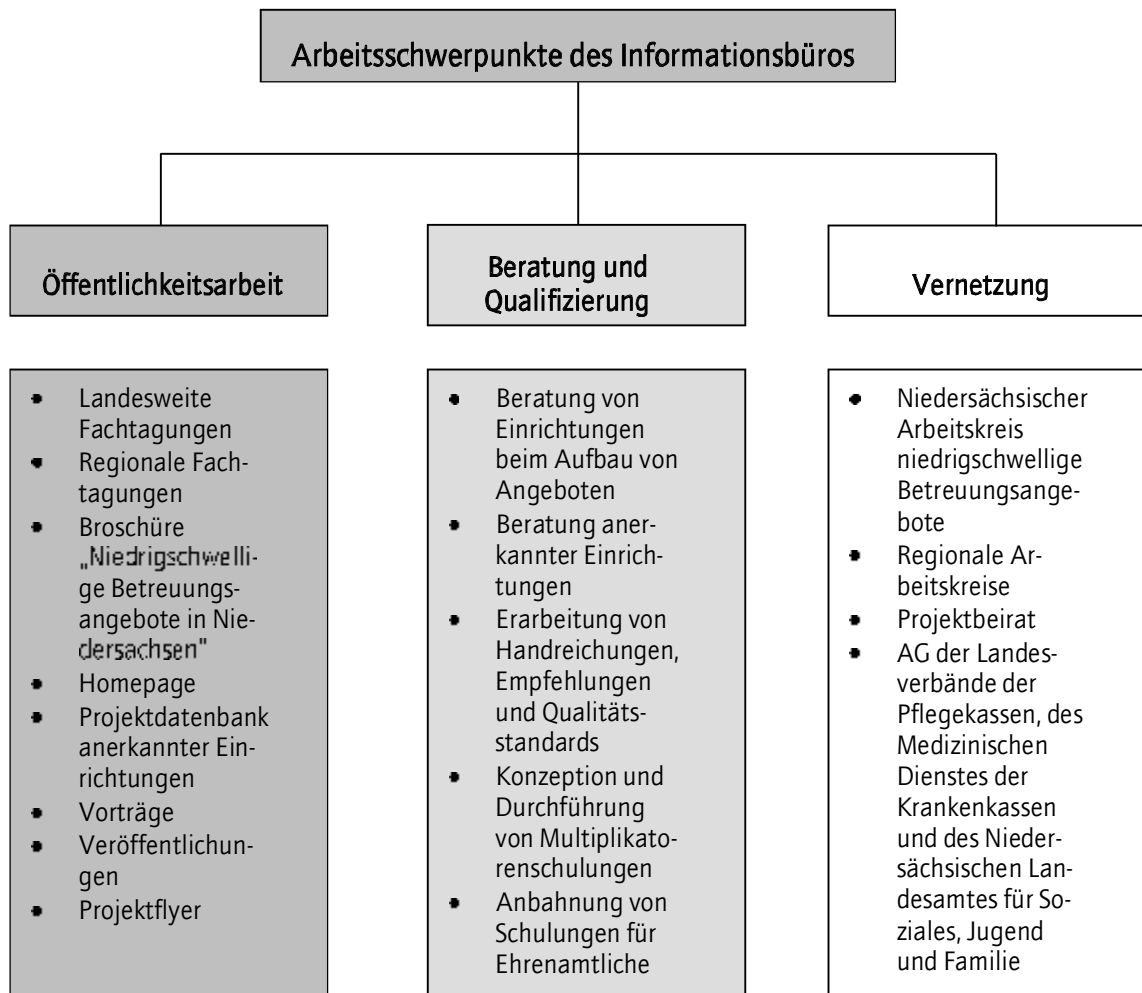 Arbeitsschwerpunkte des Informationsbüros
Öffentlichkeitsarbeit
• Landesweite
Fachtagungen
• Regionale Fach-
tagungen
• Broschüre
„Niedrigschwelli-
ge Betreuungs-
angebote in Nie-
dersachsen"
• Homepage
• Projektdatenbank
anerkannter Ein-
richtungen
• Vorträge
• Veröffentlichun-
gen
• Projektflyer
Beratung und
Qualifizierung
• Beratung von
Einrichtungen
beim Aufbau von
Angeboten
• Beratung aner-
kannter Einrich-
tungen
• Erarbeitung von
Handreichungen,
Empfehlungen
und Qualitäts-
standards
• Konzeption und
Durchführung
von Multiplikato-
renschulungen
• Anbahnung von
Schulungen für
Ehrenamtliche
Vernetzung
• Niedersächsischer
Arbeitskreis
niedrigschwellige
Betreuungsange-
bote
• Regionale Ar-
beitskreise
• Projektbeirat
• AG der Landes-
verbände der
Pflegekassen, des
Medizinischen
Dienstes der
Krankenkassen
und des Nieder-
sächsischen Lan-
desamtes für So-
ziales, Jugend
und Familie